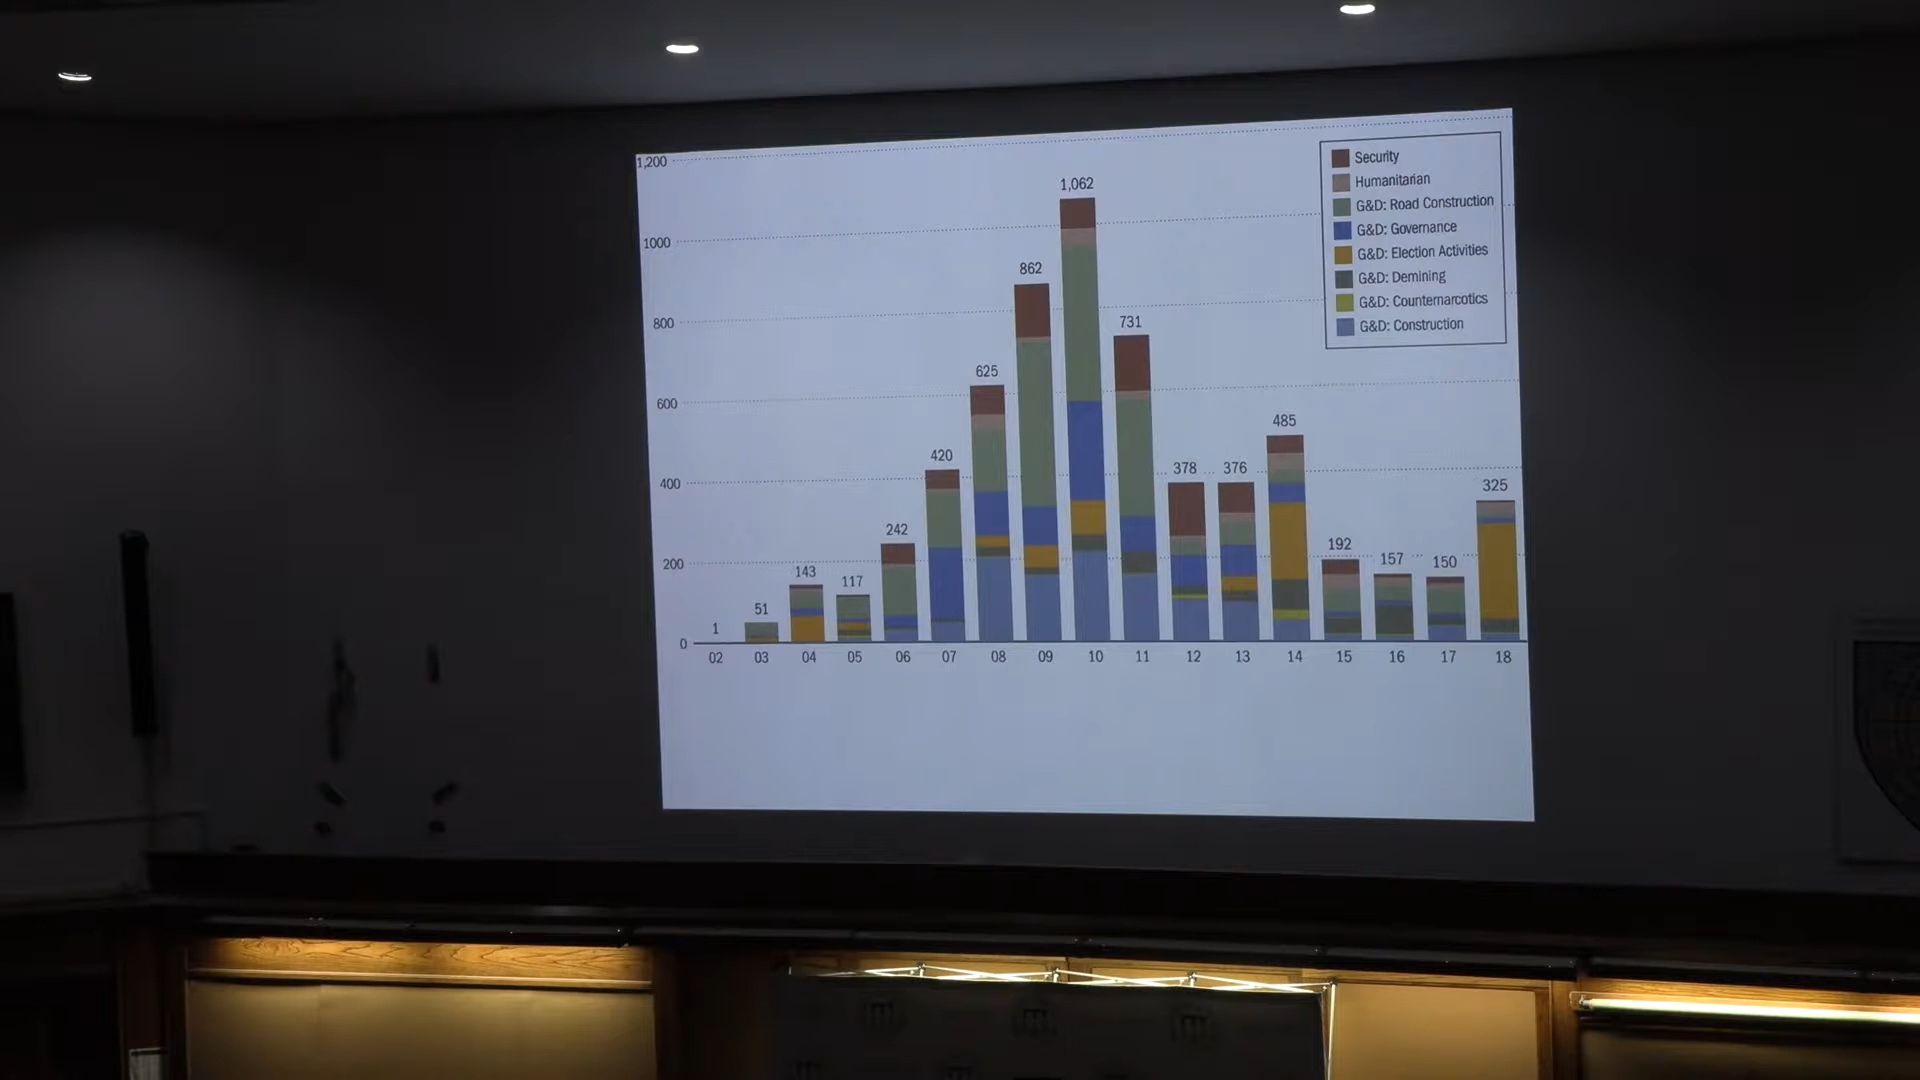 1,200
1000
800
600
400
200
0
1
51
143
117
242
420
625
862
1,062
731
378
376
485
192
157
150
325
02 03 04 05 06 07 08 09 10 11 12 13 14 15 16 17 18
Security
Humanitarian
G&D: Road Construction
G&D: Governance
G&D: Election Activities
G&D: Demining
G&D: Counternarcotics
G&D: Construction